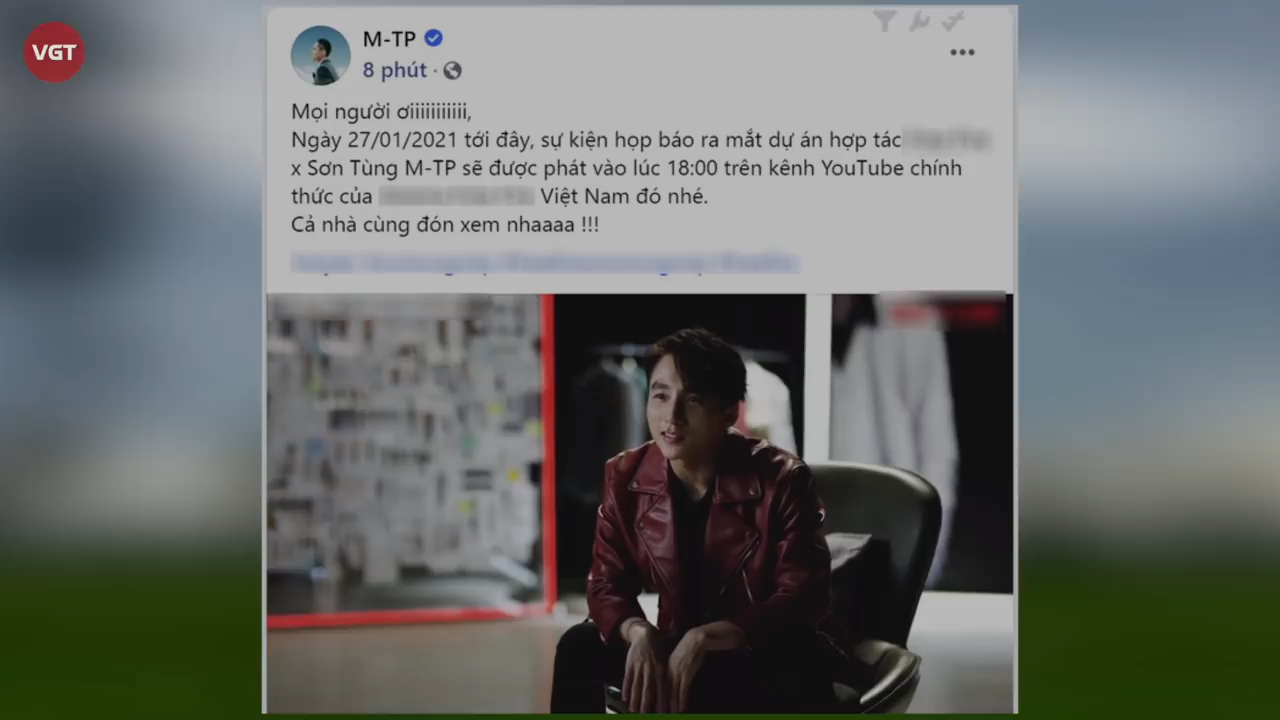 VGT
M-TP
8 phút ·
Mọi người ơiiiiiiiiiii,
Ngày 27/01/2021 tới đây, sự kiện họp báo ra mắt dự án hợp tác
x Sơn Tùng M-TP sẽ được phát vào lúc 18:00 trên kênh YouTube chính
thức của Việt Nam đó nhé.
Cả nhà cùng đón xem nhaaaa !!!